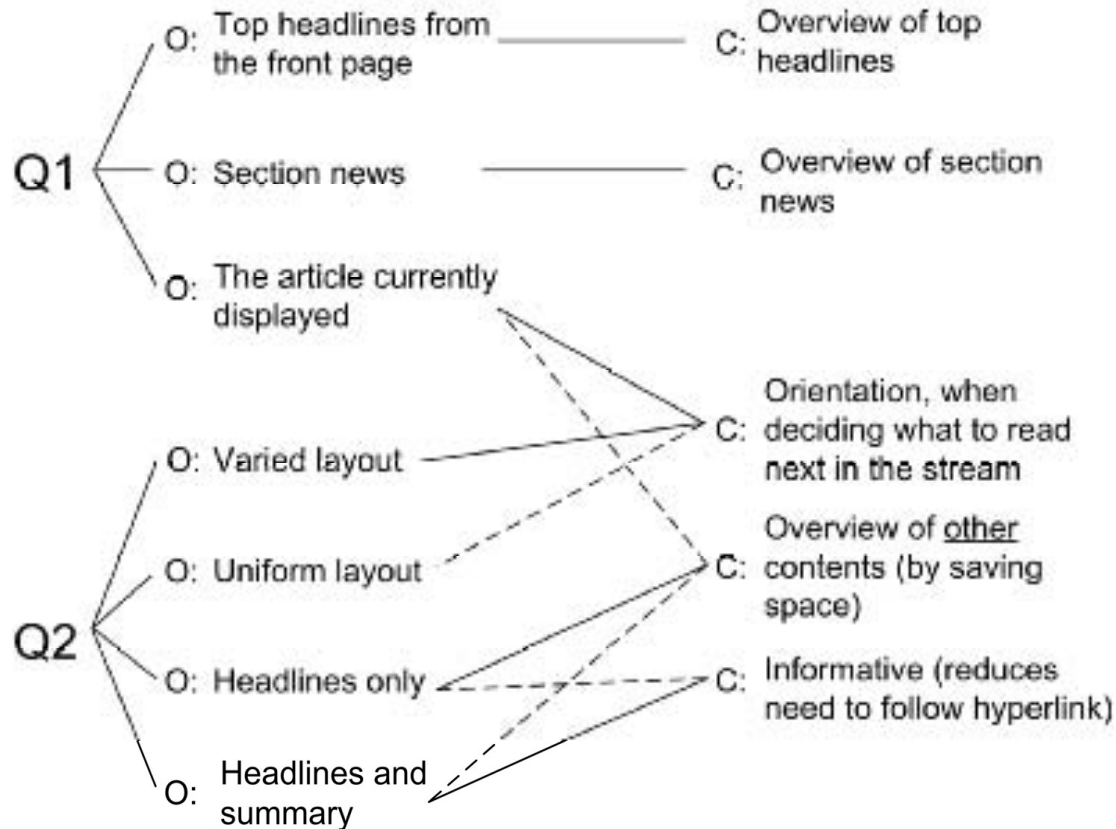 O: Top headlines from
the front page
C: Overview of top
headlines
Q1
O: Section news
C: Overview of section
news
O: The article currently
displayed
C: Orientation, when
deciding what to read
next in the stream
O: Varied layout
C: Overview of other
contents (by saving
space)
O: Uniform layout
Q2
O: Headlines only
C: Informative (reduces
need to follow hyperlink)
O: Headlines and
summary